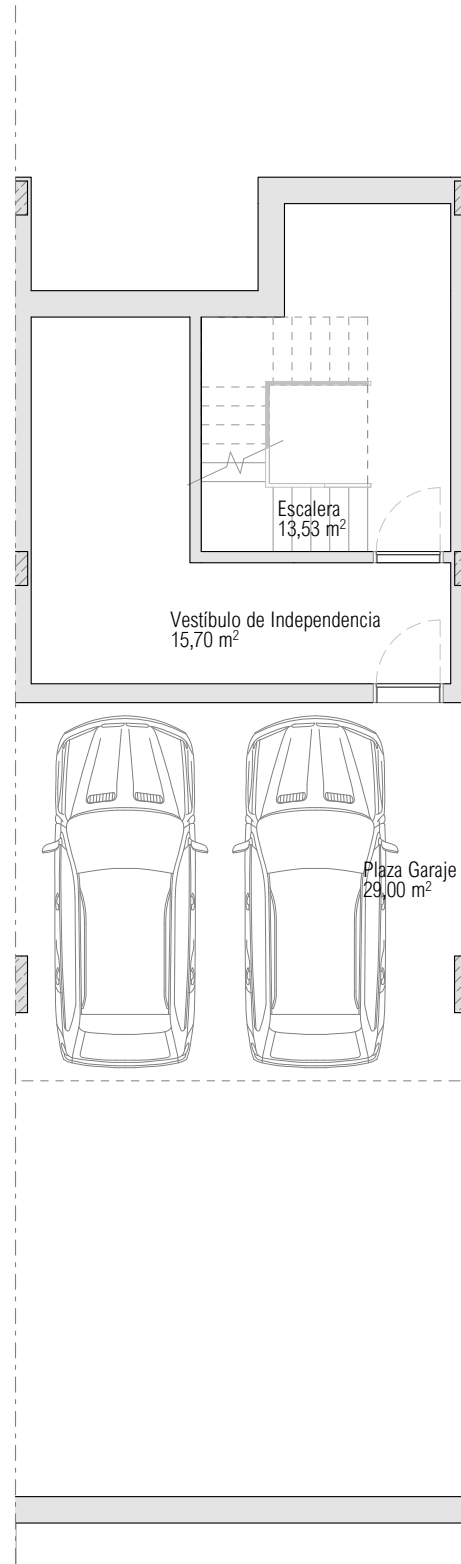 Escalera
13,53 m²
Vestíbulo de Independencia
15,70 m²
Plaza Garaje
29,00 m²